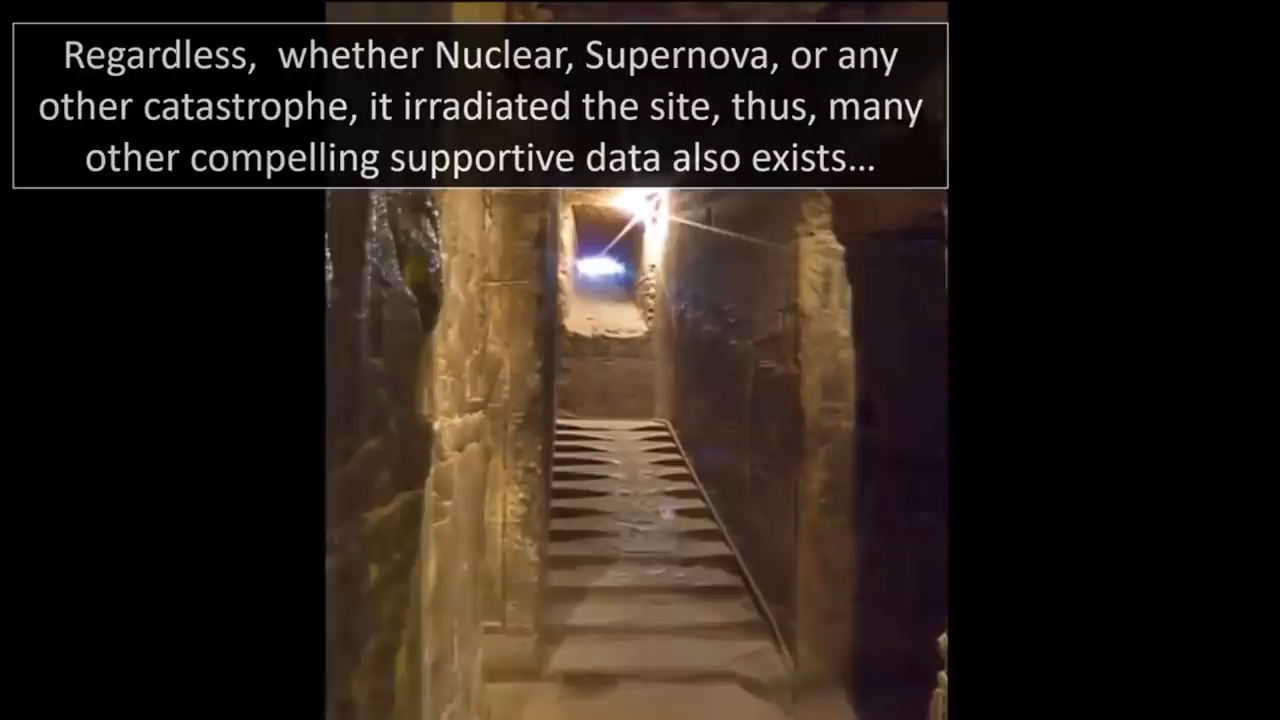 Regardless,  whether Nuclear, Supernova, or any
other catastrophe, it irradiated the site, thus, many
other compelling supportive data also exists...